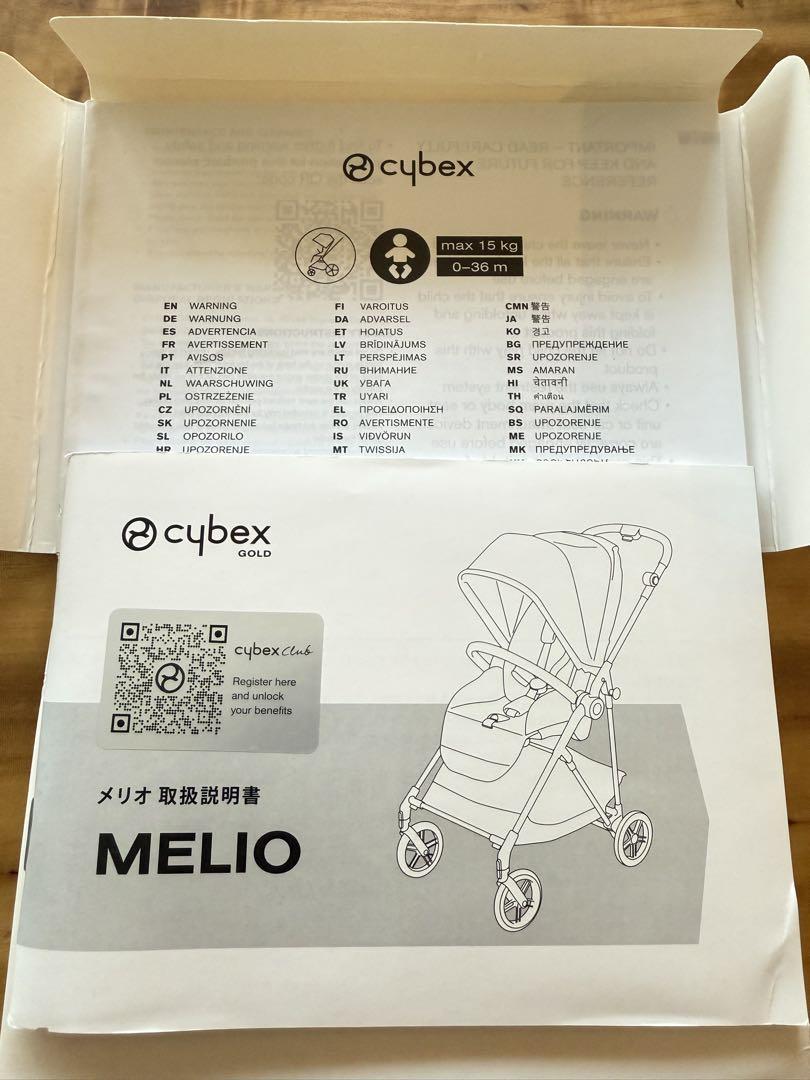 cybex
max 15 kg
0–36 m
EN WARNING
DE WARNUNG
ES ADVERTENCIA
FR AVERTISSEMENT
PT AVISOS
IT ATTENZIONE
NL WAARSCHUWING
PL OSTRZEŻENIE
CZ UPOZORNĚNÍ
SK UPOZORNENIE
SL OPOZORILO
HR UPOZORENJE
FI VAROITUS
DA ADVARSEL
ET HOIATUS
LV BRĪDINĀJUMS
LT PERSPĖJIMAS
RU ВНИМАНИЕ
UK УВАГА
TR UYARI
EL ΠΡΟΕΙΔΟΠΟΙΗΣΗ
RO AVERTISMENTE
IS VIÐVÖRUN
MT TWISSIJA
CMN 警告
JA 警告
KO 경고
BG ПРЕДУПРЕЖДЕНИЕ
SR UPOZORENJE
MS AMARAN
HI चेतावनी
TH คำเตือน
SQ PARALAJMËRIM
BS UPOZORENJE
ME UPOZORENJE
MK ПРЕДУПРЕДУВАЊЕ
cybex
GOLD
cybex Club
Register here
and unlock
your benefits
メリオ 取扱説明書
MELIO